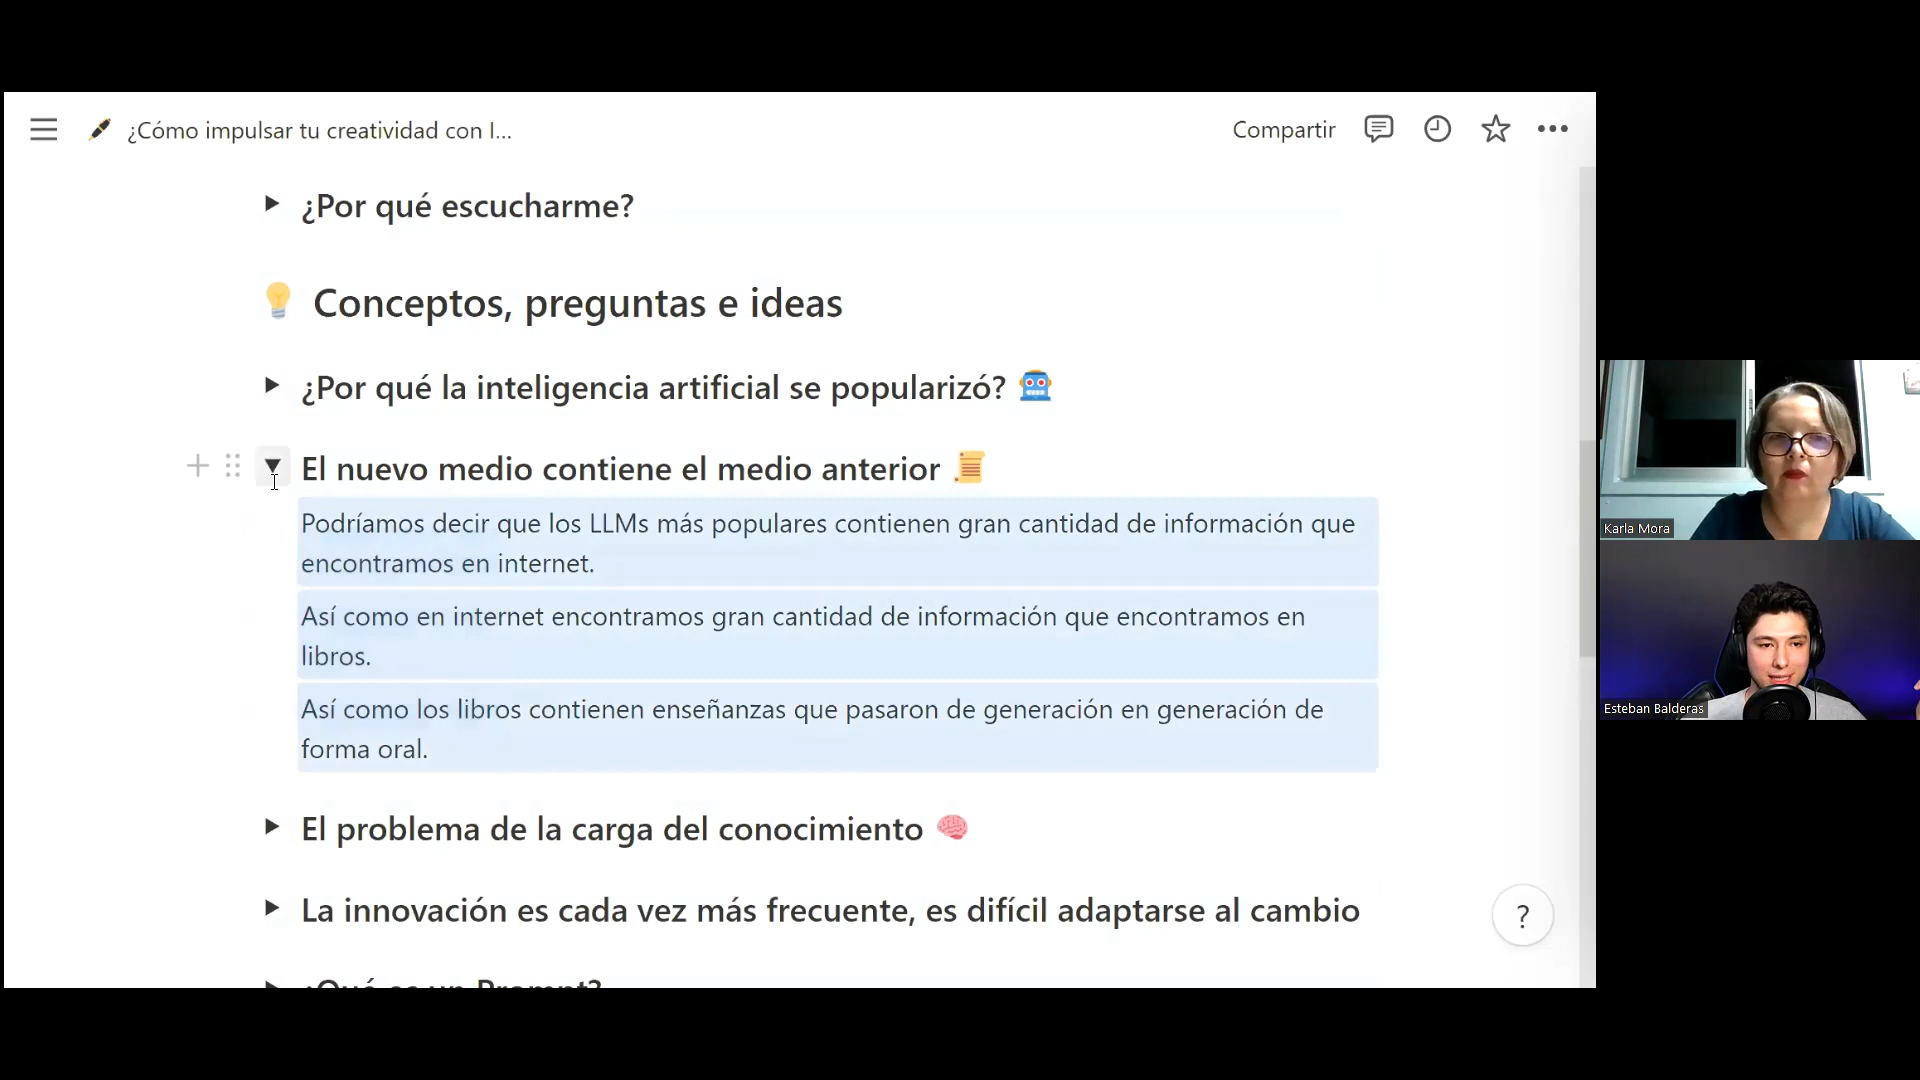 ¿Cómo impulsar tu creatividad con I...
Compartir
¿Por qué escucharme?
Conceptos, preguntas e ideas
¿Por qué la inteligencia artificial se popularizó?
El nuevo medio contiene el medio anterior
Podríamos decir que los LLMs más populares contienen gran cantidad de información que
encontramos en internet.
Así como en internet encontramos gran cantidad de información que encontramos en
libros.
Así como los libros contienen enseñanzas que pasaron de generación en generación de
forma oral.
El problema de la carga del conocimiento
La innovación es cada vez más frecuente, es difícil adaptarse al cambio
¿Qué es un Prompt?
?
Karla Mora
Esteban Balderas